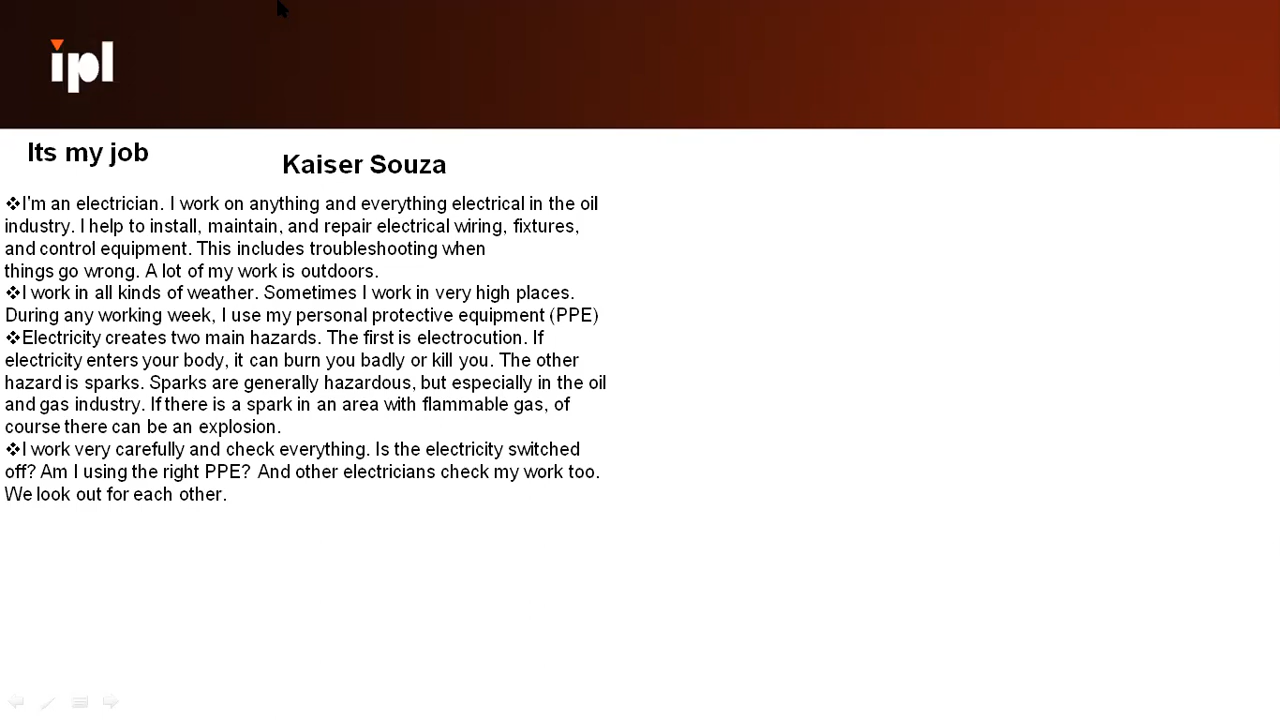 ipl
Its my job
Kaiser Souza
❖I'm an electrician. I work on anything and everything electrical in the oil
industry. I help to install, maintain, and repair electrical wiring, fixtures,
and control equipment. This includes troubleshooting when
things go wrong. A lot of my work is outdoors.
❖I work in all kinds of weather. Sometimes I work in very high places.
During any working week, I use my personal protective equipment (PPE)
❖Electricity creates two main hazards. The first is electrocution. If
electricity enters your body, it can burn you badly or kill you. The other
hazard is sparks. Sparks are generally hazardous, but especially in the oil
and gas industry. If there is a spark in an area with flammable gas, of
course there can be an explosion.
❖I work very carefully and check everything. Is the electricity switched
off? Am I using the right PPE? And other electricians check my work too.
We look out for each other.